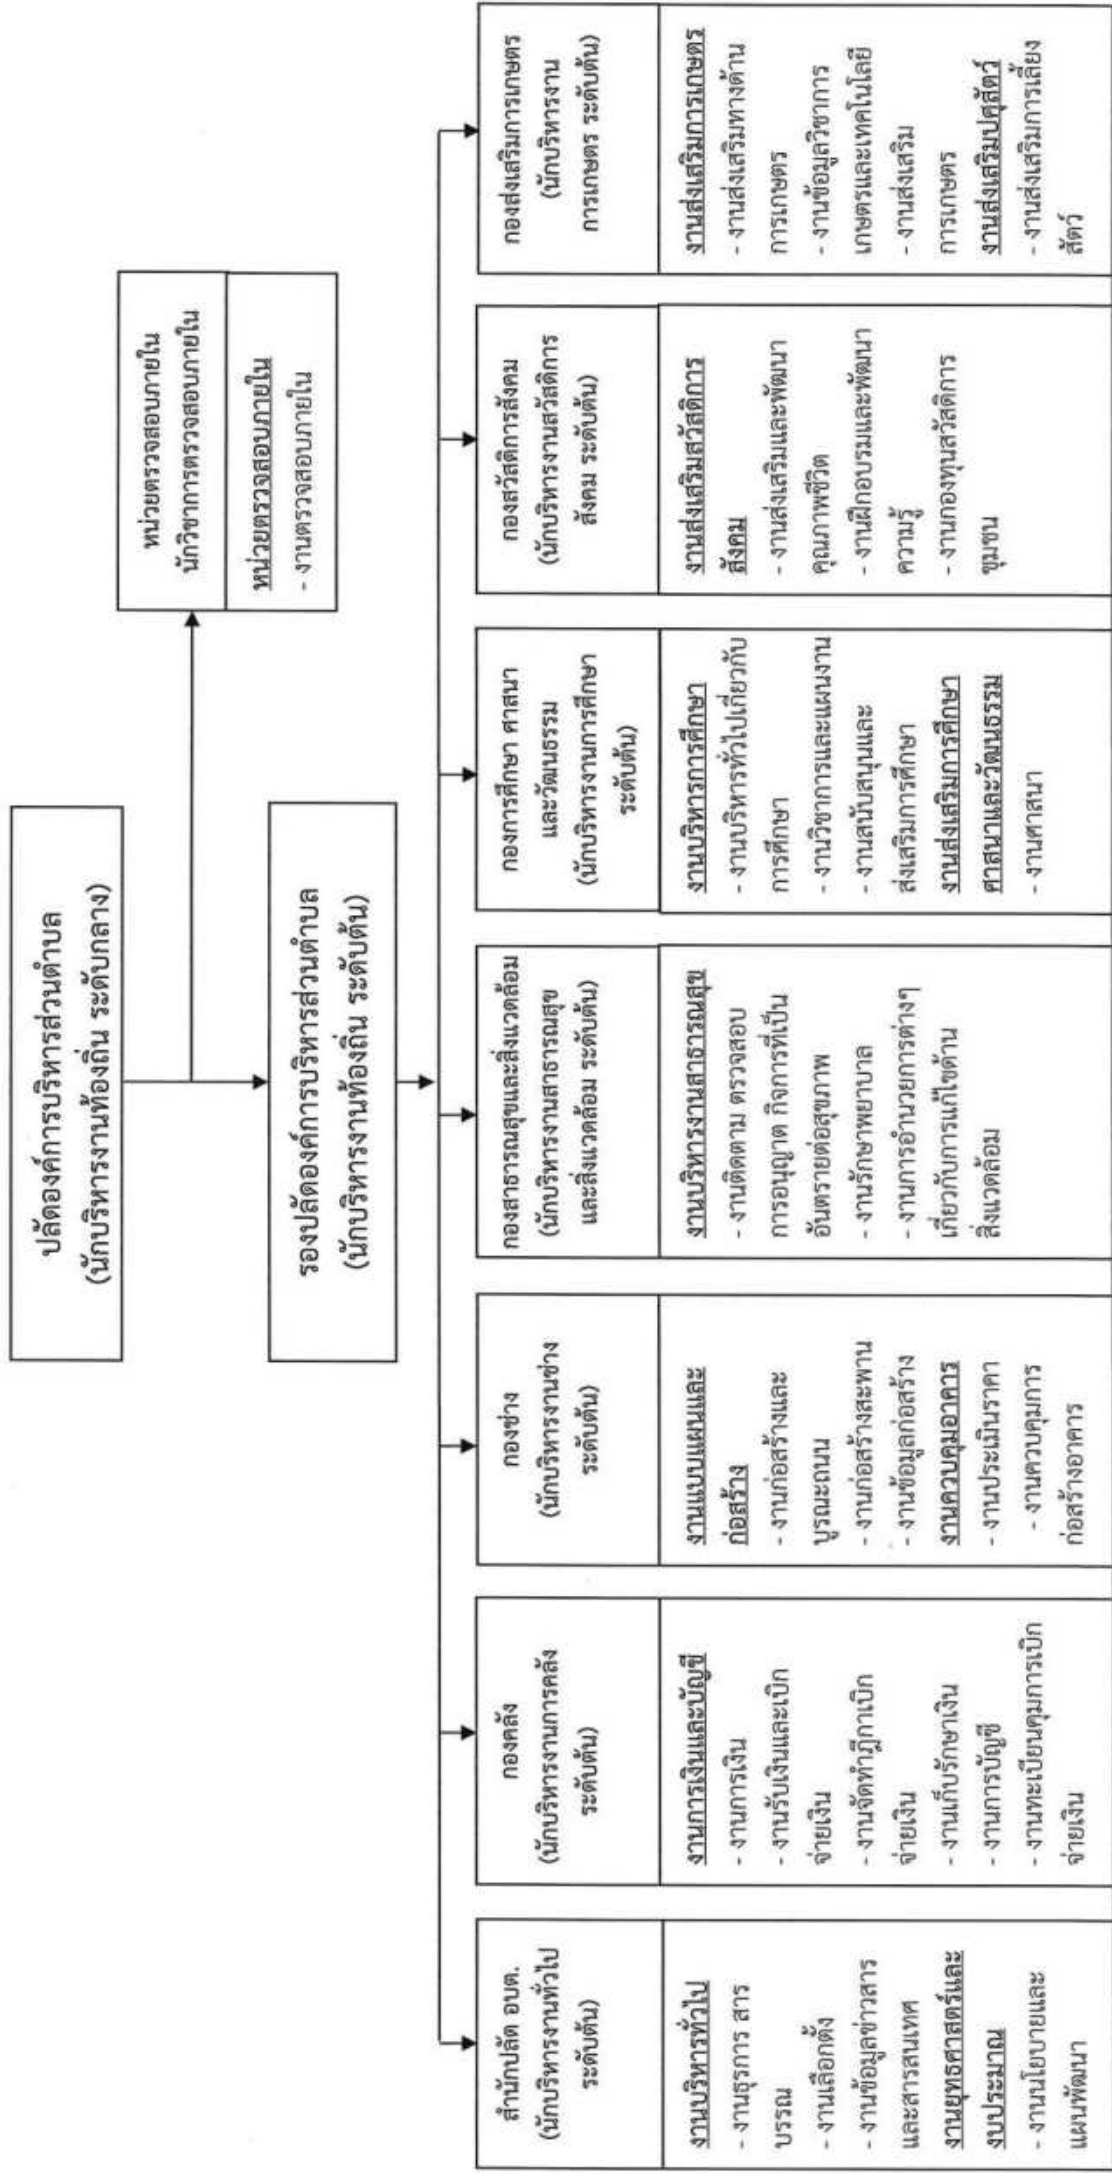 ปลัดองค์การบริหารส่วนตำบล
(นักบริหารงานท้องถิ่น ระดับกลาง)
หน่วยตรวจสอบภายใน
นักวิชาการตรวจสอบภายใน
หน่วยตรวจสอบภายใน
- งานตรวจสอบภายใน
รองปลัดองค์การบริหารส่วนตำบล
(นักบริหารงานท้องถิ่น ระดับต้น)
สำนักปลัด อบต.
(นักบริหารงานทั่วไป
ระดับต้น)
งานบริหารทั่วไป
- งานธุรการ สาร
บรรณ
- งานเลือกตั้ง
- งานข้อมูลข่าวสาร
และสารสนเทศ
งานยุทธศาสตร์และ
งบประมาณ
- งานนโยบายและ
แผนพัฒนา
กองคลัง
(นักบริหารงานการคลัง
ระดับต้น)
งานการเงินและบัญชี
- งานการเงิน
- งานรับเงินและเบิก
จ่ายเงิน
- งานจัดทำฎีกาเบิก
จ่ายเงิน
- งานเก็บรักษาเงิน
- งานการบัญชี
- งานทะเบียนคุมการเบิก
จ่ายเงิน
กองช่าง
(นักบริหารงานช่าง
ระดับต้น)
งานแบบแผนและ
ก่อสร้าง
- งานก่อสร้างและ
บูรณะถนน
- งานก่อสร้างสะพาน
- งานข้อมูลก่อสร้าง
งานควบคุมอาคาร
- งานประเมินราคา
- งานควบคุมการ
ก่อสร้างอาคาร
กองสาธารณสุขและสิ่งแวดล้อม
(นักบริหารงานสาธารณสุข
และสิ่งแวดล้อม ระดับต้น)
งานบริหารงานสาธารณสุข
- งานติดตาม ตรวจสอบ
การอนุญาต กิจการที่เป็น
อันตรายต่อสุขภาพ
- งานรักษาพยาบาล
- งานการอำนวยการต่างๆ
เกี่ยวกับการแก้ไขด้าน
สิ่งแวดล้อม
กองการศึกษา ศาสนา
และวัฒนธรรม
(นักบริหารงานการศึกษา
ระดับต้น)
งานบริหารการศึกษา
- งานบริหารทั่วไปเกี่ยวกับ
การศึกษา
- งานวิชาการและแผนงาน
- งานสนับสนุนและ
ส่งเสริมการศึกษา
งานส่งเสริมการศึกษา
ศาสนาและวัฒนธรรม
- งานศาสนา
กองสวัสดิการสังคม
(นักบริหารงานสวัสดิการ
สังคม ระดับต้น)
งานส่งเสริมสวัสดิการ
สังคม
- งานส่งเสริมและพัฒนา
คุณภาพชีวิต
- งานฝึกอบรมและพัฒนา
ความรู้
- งานกองทุนสวัสดิการ
ชุมชน
กองส่งเสริมการเกษตร
(นักบริหารงาน
การเกษตร ระดับต้น)
งานส่งเสริมการเกษตร
- งานส่งเสริมทางด้าน
การเกษตร
- งานข้อมูลวิชาการ
เกษตรและเทคโนโลยี
- งานส่งเสริม
การเกษตร
งานส่งเสริมปศุสัตว์
- งานส่งเสริมการเลี้ยง
สัตว์